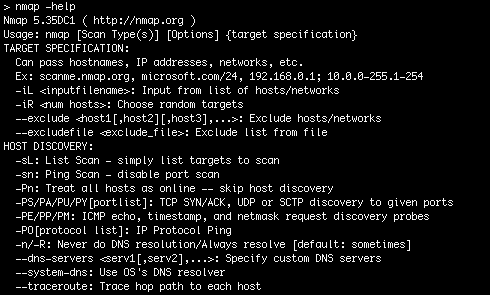 > nmap -help
Nmap 5.35DC1 ( http://nmap.org )
Usage: nmap [Scan Type(s)] [Options] {target specification}
TARGET SPECIFICATION:
Can pass hostnames, IP addresses, networks, etc.
Ex: scanme.nmap.org, microsoft.com/24, 192.168.0.1; 10.0.0-255.1-254
-iL <inputfilename>: Input from list of hosts/networks
-iR <num hosts>: Choose random targets
--exclude <host1[,host2][,host3],...>: Exclude hosts/networks
--excludefile <exclude_file>: Exclude list from file
HOST DISCOVERY:
-sL: List Scan - simply list targets to scan
-sn: Ping Scan - disable port scan
-Pn: Treat all hosts as online -- skip host discovery
-PS/PA/PU/PY[portlist]: TCP SYN/ACK, UDP or SCTP discovery to given ports
-PE/PP/PM: ICMP echo, timestamp, and netmask request discovery probes
-PO[protocol list]: IP Protocol Ping
-n/-R: Never do DNS resolution/Always resolve [default: sometimes]
--dns-servers <serv1[,serv2],...>: Specify custom DNS servers
--system-dns: Use OS's DNS resolver
--traceroute: Trace hop path to each host